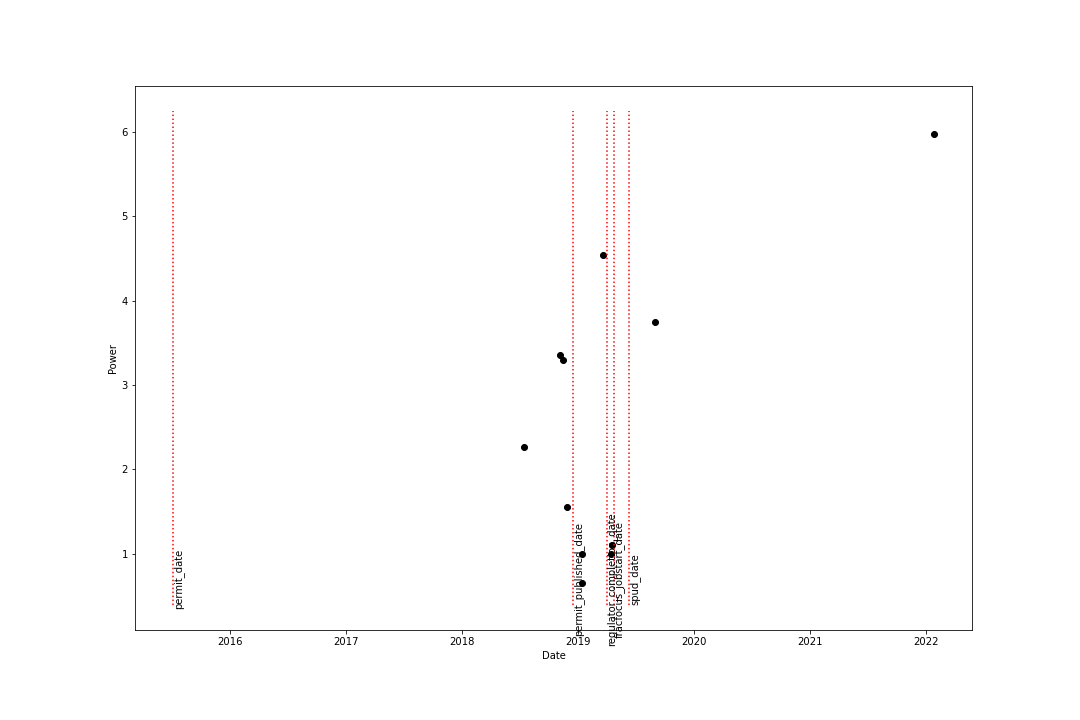 6
5
4
3
2
1
Power
permit_date
permit_published_date
regulator_completion_date
fracfocus_jobstart_date
spud_date
2016
2017
2018
2019
2020
2021
2022
Date